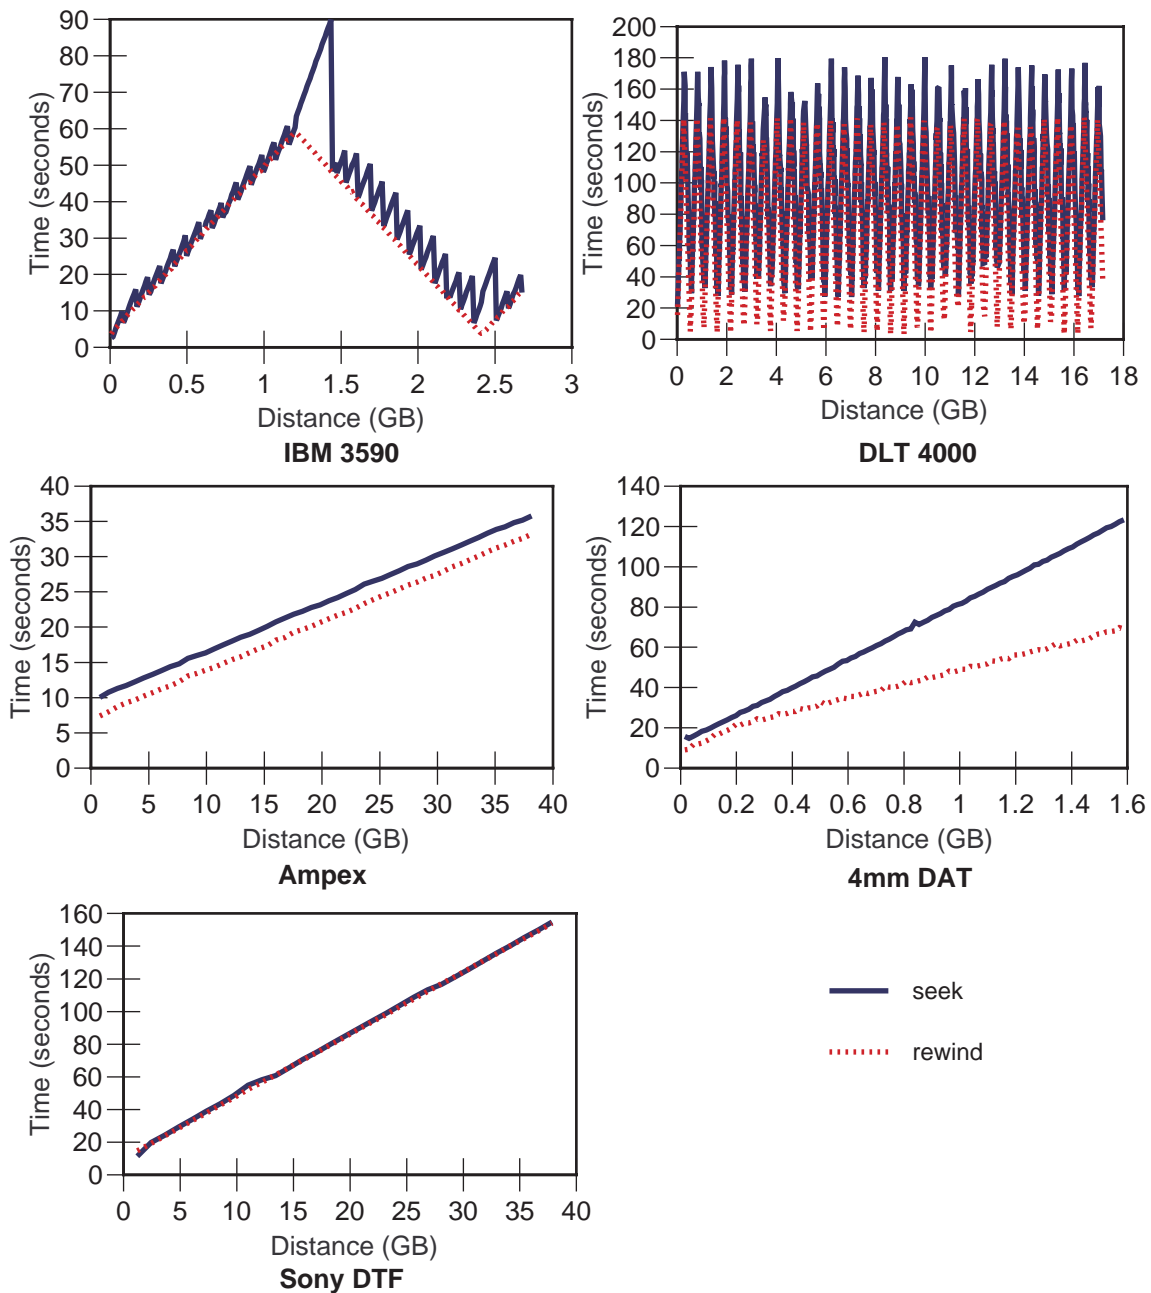 90
80
70
60
50
40
30
20
10
0
Time (seconds)
0 0.5 1 1.5 2 2.5 3
Distance (GB)
IBM 3590
200
180
160
140
120
100
80
60
40
20
0
Time (seconds)
0 2 4 6 8 10 12 14 16 18
Distance (GB)
DLT 4000
40
35
30
25
20
15
10
5
0
Time (seconds)
0 5 10 15 20 25 30 35 40
Distance (GB)
Ampex
140
120
100
80
60
40
20
0
Time (seconds)
0 0.2 0.4 0.6 0.8 1 1.2 1.4 1.6
Distance (GB)
4mm DAT
160
140
120
100
80
60
40
20
0
Time (seconds)
0 5 10 15 20 25 30 35 40
Distance (GB)
Sony DTF
seek
rewind